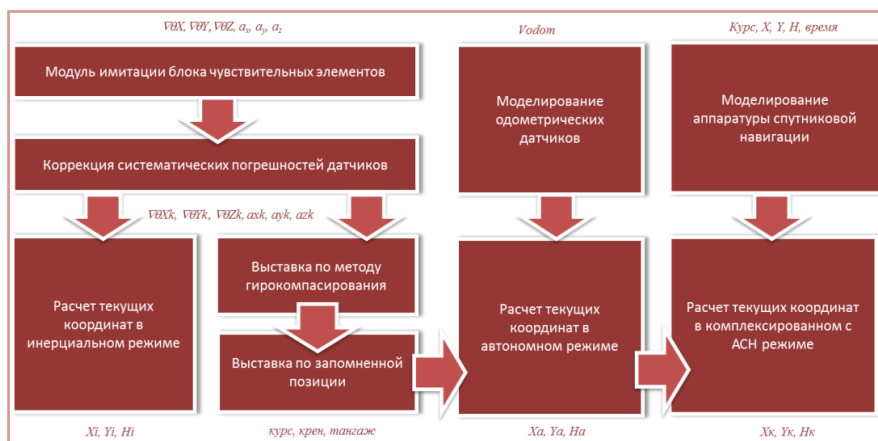 ∇θX, ∇θY, ∇θZ, aₓ, aᵧ, a_z
Vodom
Курс, X, Y, H, время
Модуль имитации блока чувствительных элементов
Моделирование
одометрических
датчиков
Моделирование
аппаратуры спутниковой
навигации
Коррекция систематических погрешностей датчиков
∇θXk, ∇θYk, ∇θZk, axk, ayk, azk
Расчет текущих
координат в
инерциальном режиме
Выставка по методу
гирокомпасирования
Выставка по запомненной
позиции
Расчет текущих
координат в
автономном режиме
Расчет текущих координат
в комплексированном с
АСН режиме
Xi, Yi, Hi
курс, крен, тангаж
Xa, Ya, Ha
Xк, Yк, Hк